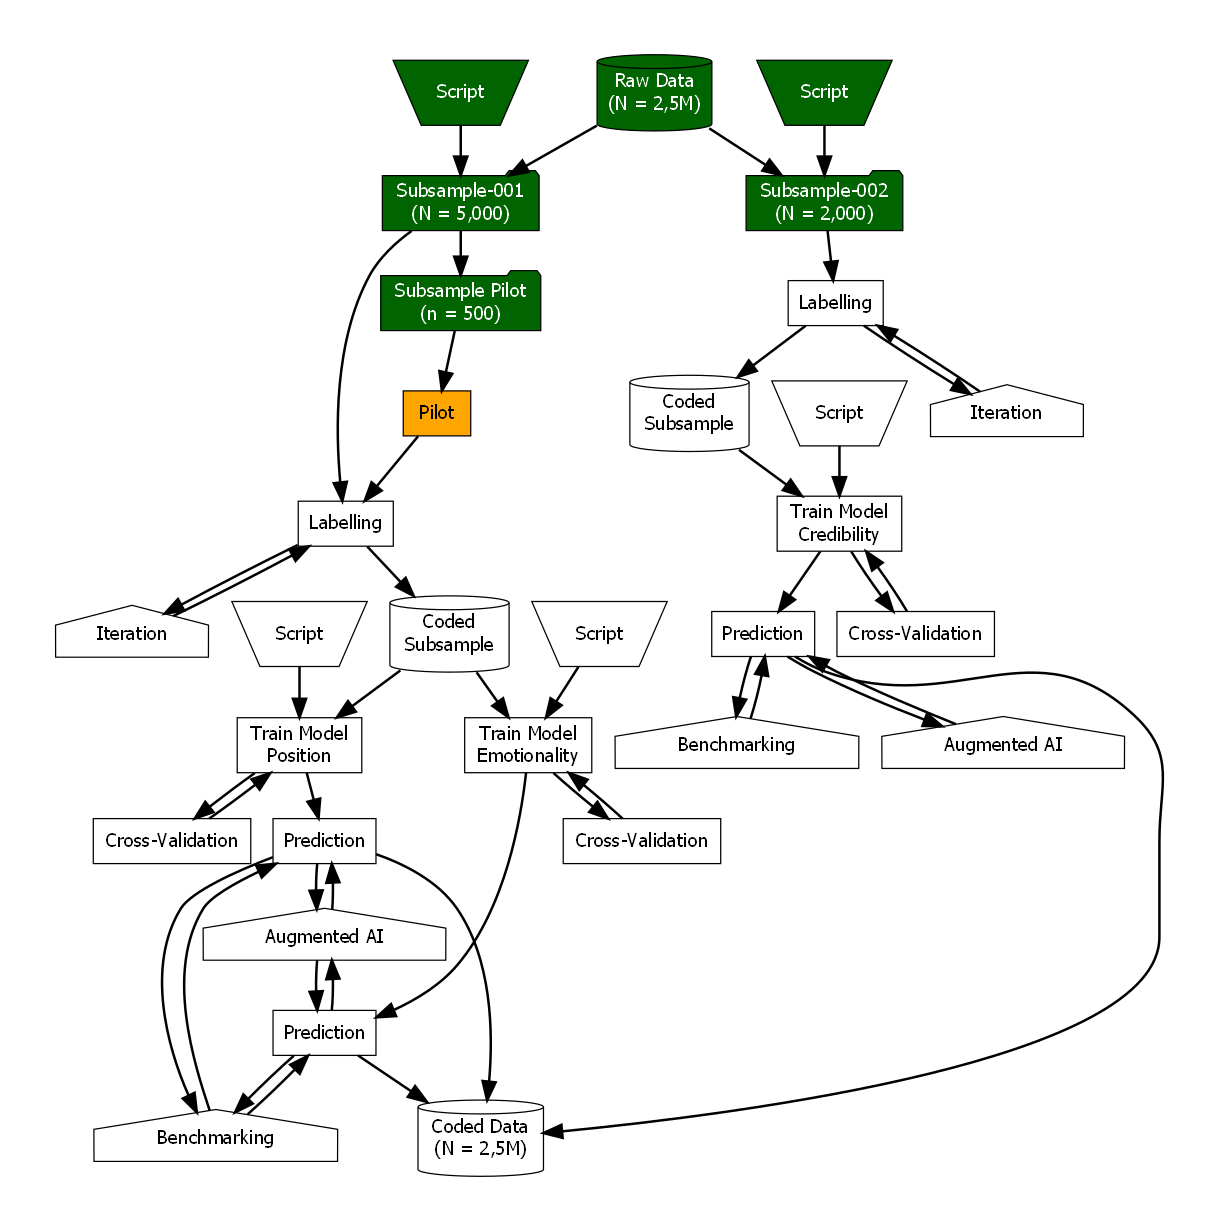 Script
Raw Data
(N = 2,5M)
Script
Subsample-001
(N = 5,000)
Subsample-002
(N = 2,000)
Subsample Pilot
(n = 500)
Labelling
Pilot
Coded
Subsample
Script
Iteration
Labelling
Train Model
Credibility
Iteration
Script
Coded
Subsample
Script
Prediction
Cross-Validation
Train Model
Position
Train Model
Emotionality
Benchmarking
Augmented AI
Cross-Validation
Prediction
Cross-Validation
Augmented AI
Prediction
Benchmarking
Coded Data
(N = 2,5M)